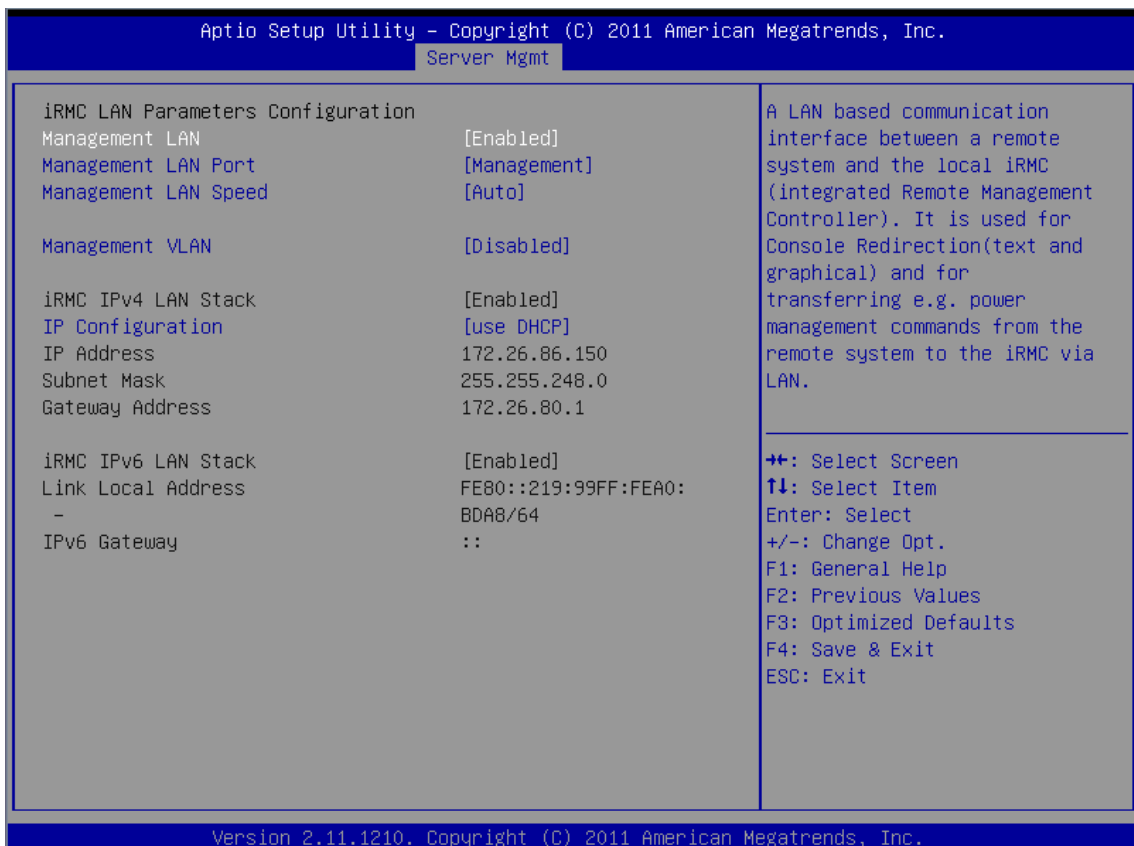 Aptio Setup Utility – Copyright (C) 2011 American Megatrends, Inc.
Server Mgmt
iRMC LAN Parameters Configuration
Management LAN [Enabled]
Management LAN Port [Management]
Management LAN Speed [Auto]
Management VLAN [Disabled]
iRMC IPv4 LAN Stack [Enabled]
IP Configuration [use DHCP]
IP Address 172.26.86.150
Subnet Mask 255.255.248.0
Gateway Address 172.26.80.1
iRMC IPv6 LAN Stack [Enabled]
Link Local Address FE80::219:99FF:FEA0:
– BDA8/64
IPv6 Gateway ::
A LAN based communication
interface between a remote
system and the local iRMC
(integrated Remote Management
Controller). It is used for
Console Redirection(text and
graphical) and for
transferring e.g. power
management commands from the
remote system to the iRMC via
LAN.
→←: Select Screen
↑↓: Select Item
Enter: Select
+/-: Change Opt.
F1: General Help
F2: Previous Values
F3: Optimized Defaults
F4: Save & Exit
ESC: Exit
Version 2.11.1210. Copyright (C) 2011 American Megatrends, Inc.